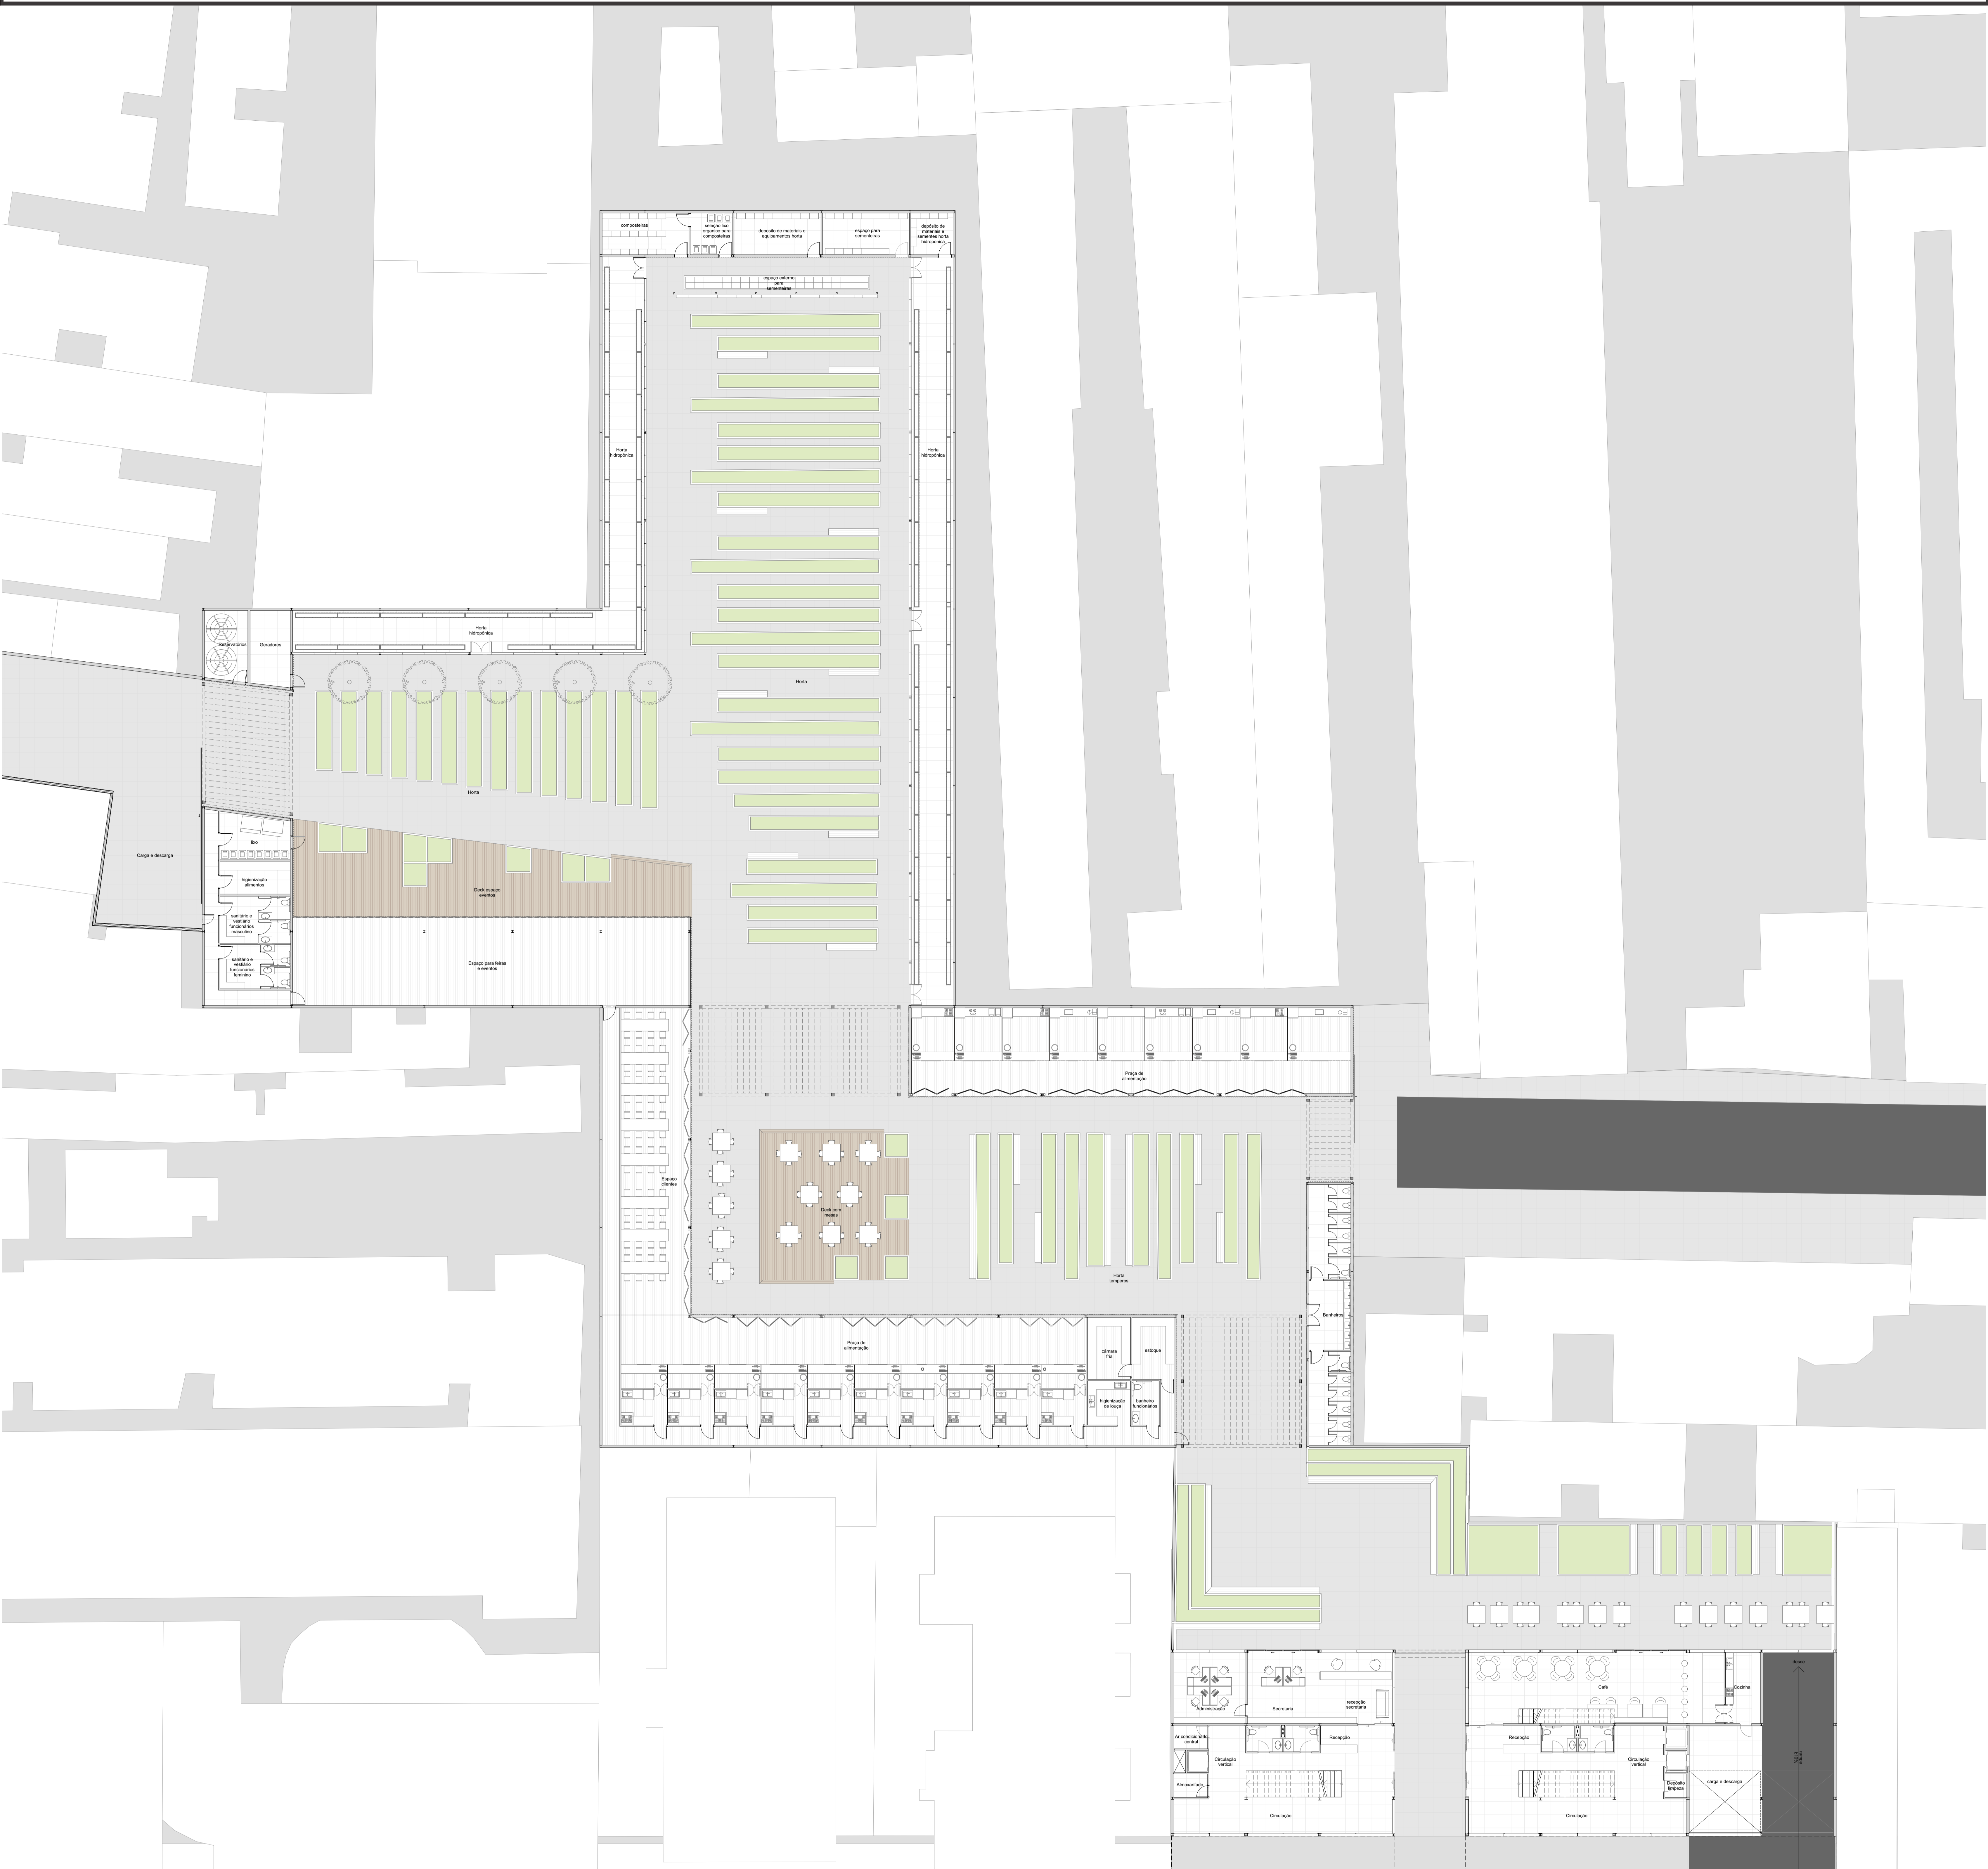 composteiras
seleção lixo
organico para
composteiras
deposito de materiais e
equipamentos horta
espaço para
sementeiras
depósito de
materiais e
sementes horta
hidroponica
espaço externo
para
sementeiras
Horta
hidropônica
Horta
hidropônica
Horta
hidropônica
Reservatórios
Geradores
Horta
Horta
Carga e descarga
lixo
higienização
alimentos
sanitário e
vestiário
funcionários
masculino
sanitário e
vestiário
funcionários
feminino
Deck espaço
eventos
Espaço para feiras
e eventos
Praça de
alimentação
Espaço
clientes
Deck com
mesas
Horta
temperos
Banheiros
Praça de
alimentação
câmara
fria
estoque
higienização
de louça
banheiro
funcionários
Administração
Secretaria
recepção
secretaria
Café
Cozinha
desce
Ar condicionado
central
Circulação
vertical
Recepção
Recepção
Circulação
vertical
Almoxarifado
Depósito
limpeza
carga e descarga
Circulação
Circulação